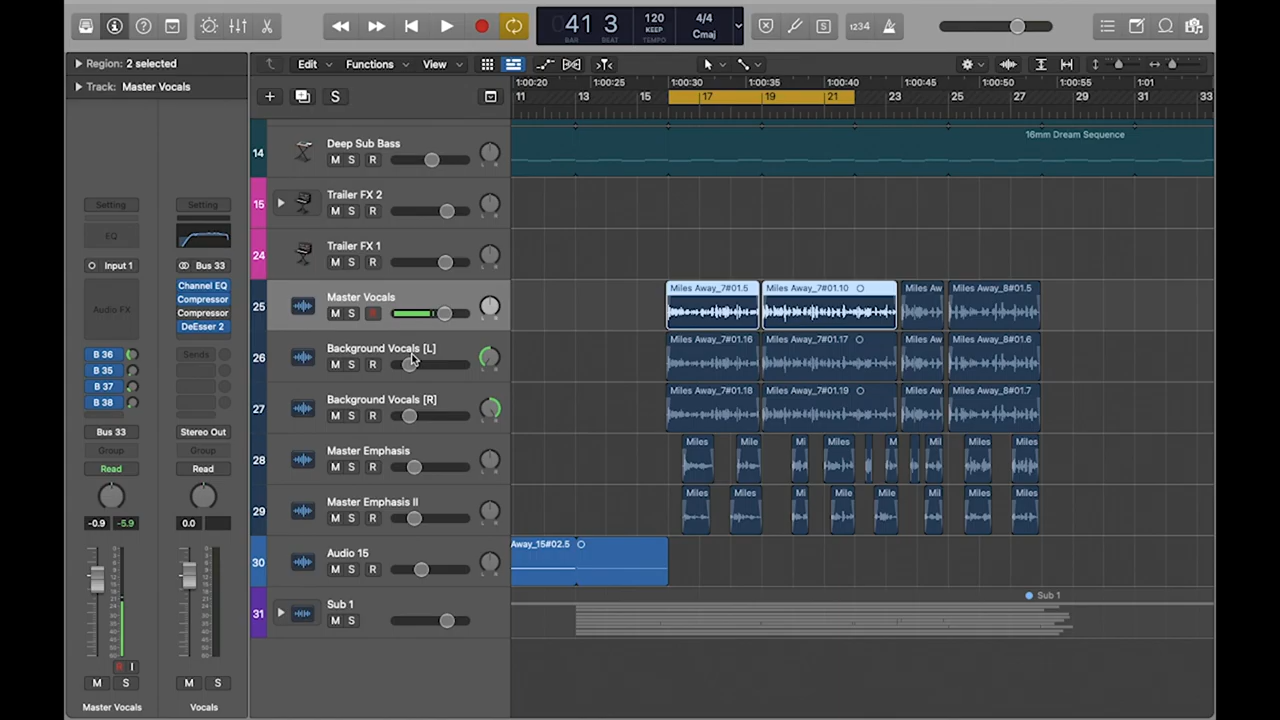 1234
41 3
BAR BEAT
120
KEEP
TEMPO
4/4
Cmaj
Region: 2 selected
Track: Master Vocals
Edit Functions View
1:00:20 1:00:25 1:00:30 1:00:35 1:00:40 1:00:45 1:00:50 1:00:55 1:01
11 13 15 17 19 21 23 25 27 29 31 33
S
14 Deep Sub Bass
M S R
16mm Dream Sequence
15 Trailer FX 2
M S R
24 Trailer FX 1
M S R
25 Master Vocals
M S R
Miles Away_7#01.5 Miles Away_7#01.10 Miles Aw Miles Away_8#01.5
26 Background Vocals [L]
M S R
Miles Away_7#01.16 Miles Away_7#01.17 Miles Aw Miles Away_8#01.6
27 Background Vocals [R]
M S R
Miles Away_7#01.18 Miles Away_7#01.19 Miles Aw Miles Away_8#01.7
28 Master Emphasis
M S R
Miles Mile Mi Miles M Mil Miles Miles
29 Master Emphasis II
M S R
Miles Miles Mi Mile Mile Mil Miles Miles
30 Audio 15
M S R
Away_15#02.5
31 Sub 1
M S
Sub 1
Setting Setting
EQ
Input 1 Bus 33
Audio FX
Channel EQ
Compressor
Compressor
DeEsser 2
B 36 Sends
B 35
B 37
B 38
Bus 33 Stereo Out
Group Group
Read Read
-0.9 -5.9 0.0
R I
M S M S
Master Vocals Vocals